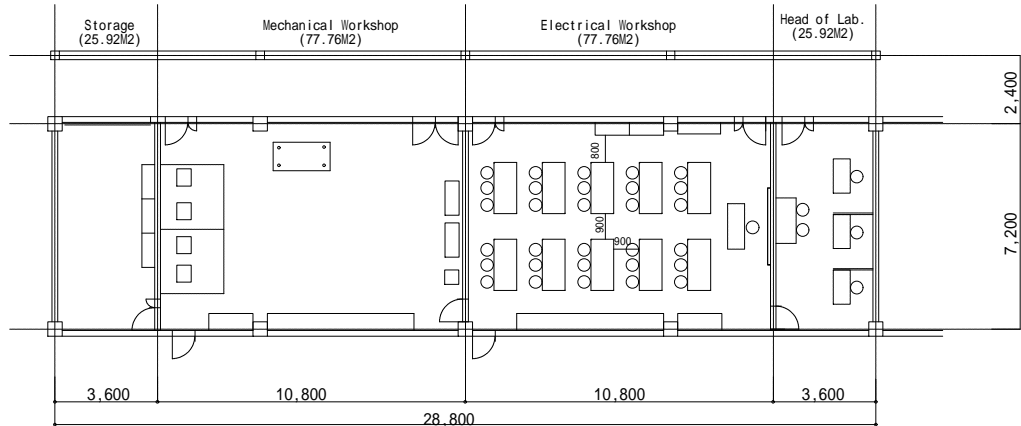 Storage
(25.92M2)
Mechanical Workshop
(77.76M2)
Electrical Workshop
(77.76M2)
Head of Lab.
(25.92M2)
2,400
800
7,200
900
900
3,600
10,800
10,800
3,600
28,800